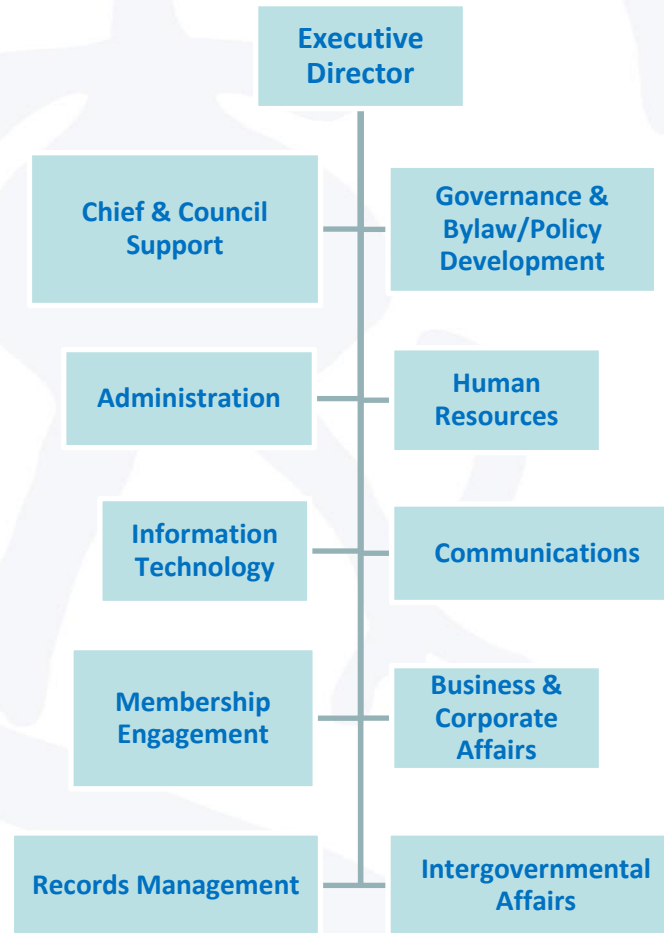 Executive
Director
Chief & Council
Support
Governance &
Bylaw/Policy
Development
Administration
Human
Resources
Information
Technology
Communications
Membership
Engagement
Business &
Corporate
Affairs
Records Management
Intergovernmental
Affairs